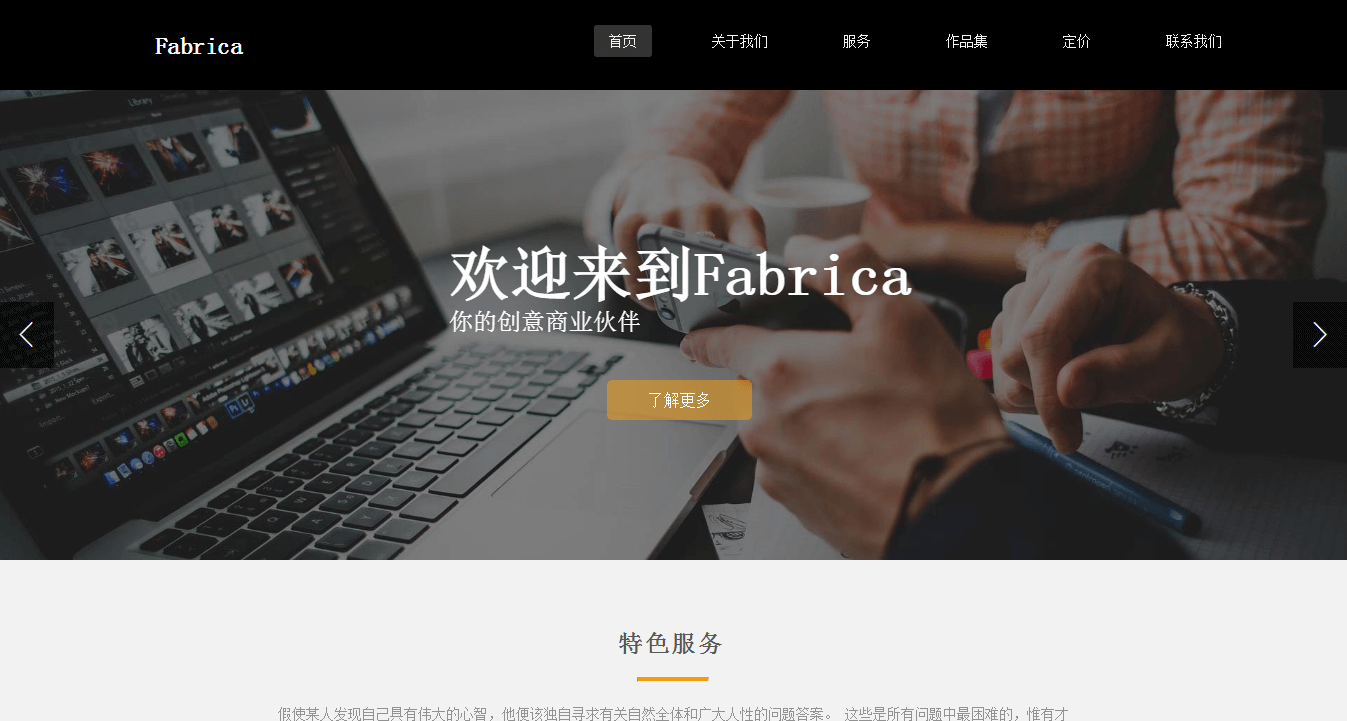 Fabrica
首页 关于我们 服务 作品集 定价 联系我们
Library
欢迎来到Fabrica
你的创意商业伙伴
了解更多
特色服务
假使某人发现自己具有伟大的心智，他便该独自寻求有关自然全体和广大人性的问题答案。 这些是所有问题中最困难的，惟有才